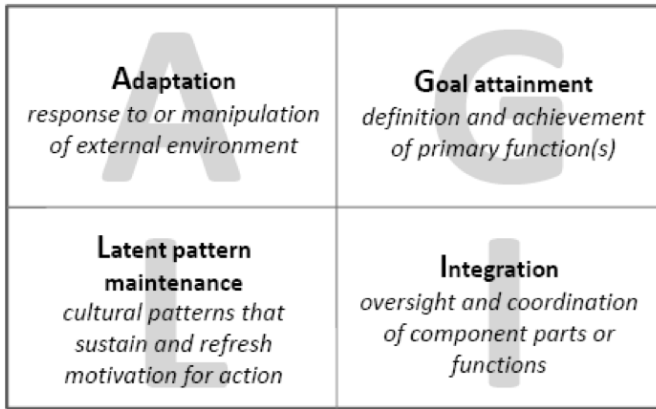 A
Adaptation
response to or manipulation
of external environment
G
Goal attainment
definition and achievement
of primary function(s)
L
Latent pattern
maintenance
cultural patterns that
sustain and refresh
motivation for action
I
Integration
oversight and coordination
of component parts or
functions